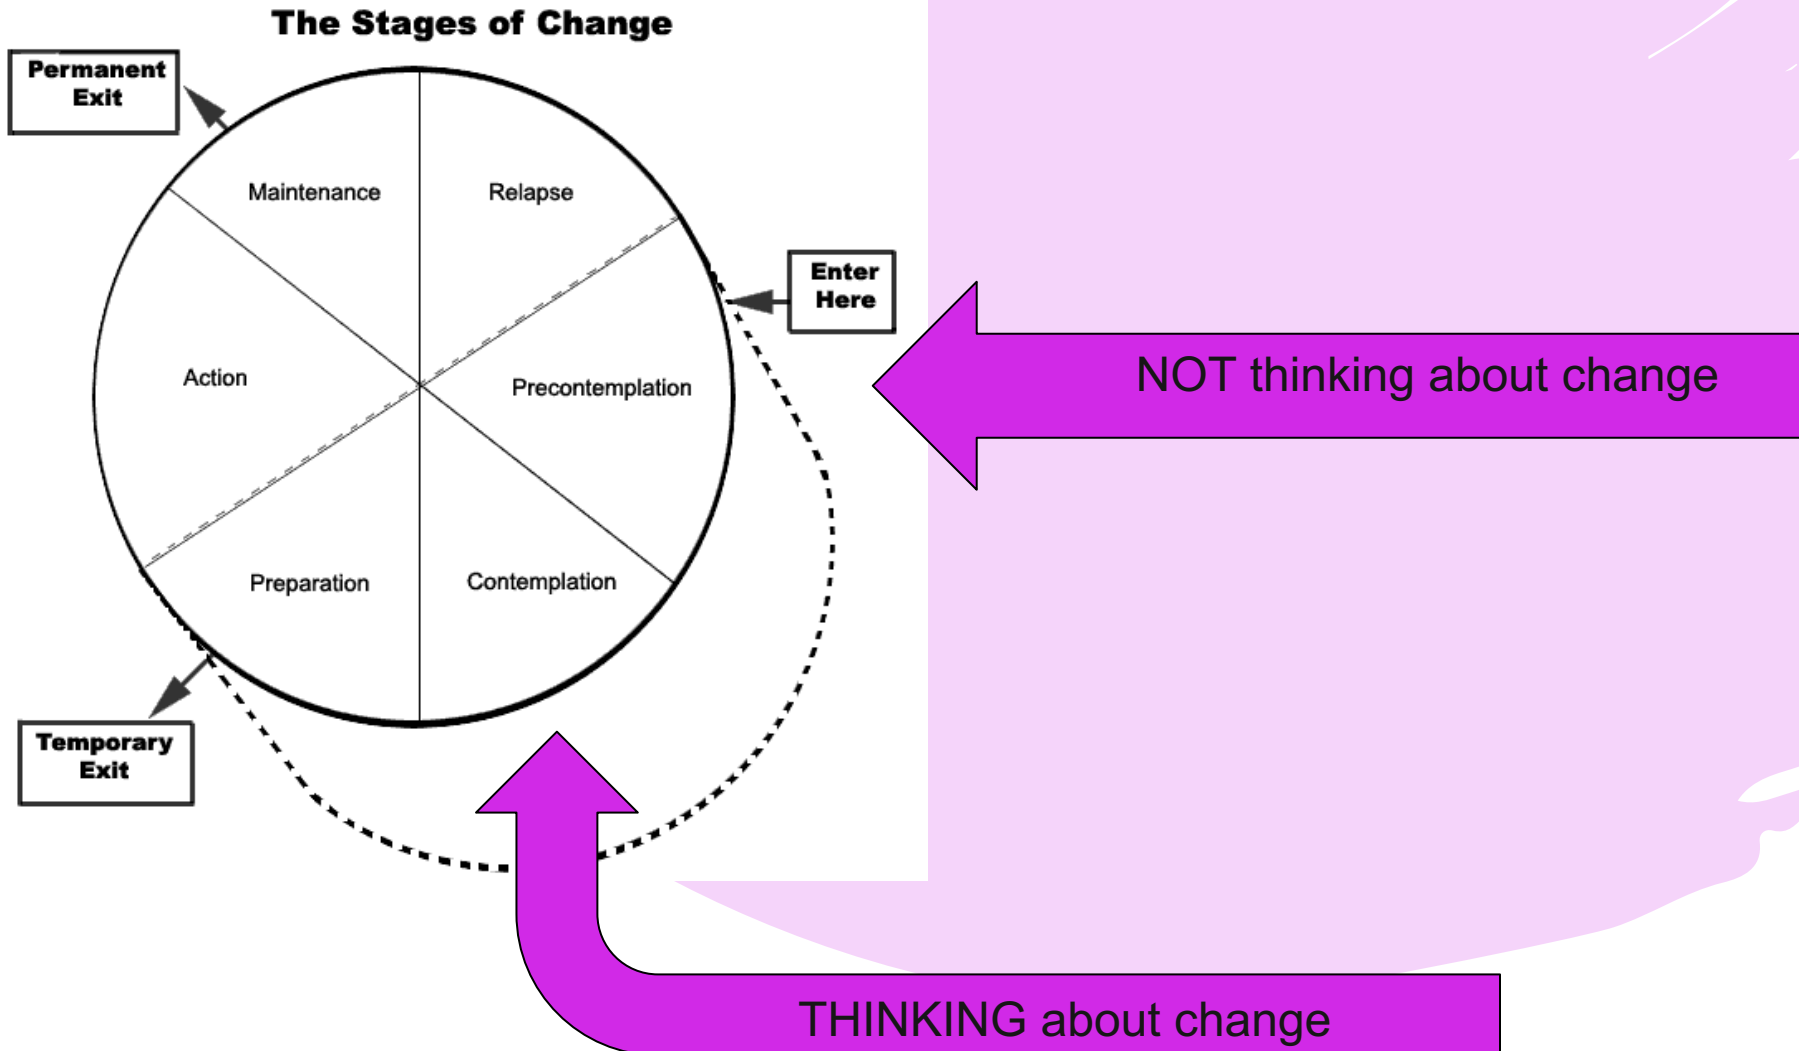 The Stages of Change
Permanent
Exit
Maintenance
Relapse
Enter
Here
Action
Precontemplation
NOT thinking about change
Preparation
Contemplation
Temporary
Exit
THINKING about change